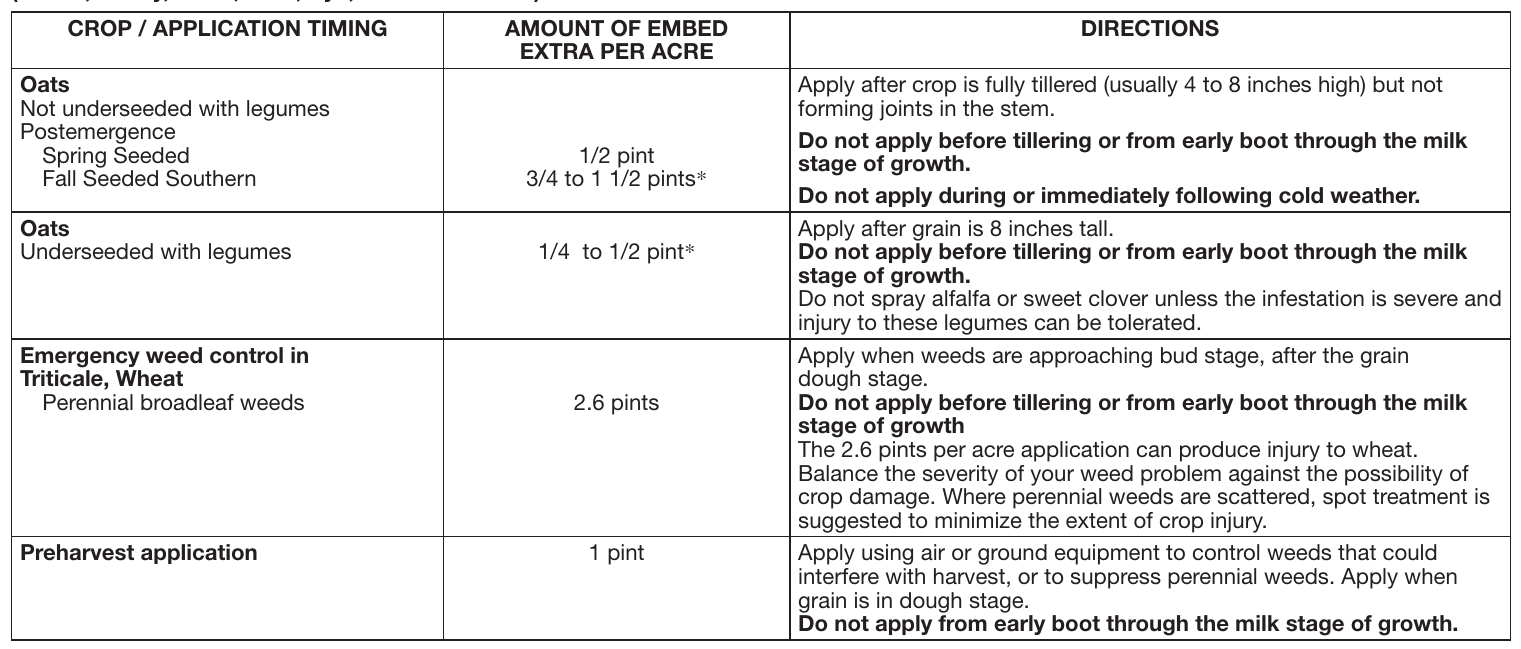 CROP / APPLICATION TIMING
AMOUNT OF EMBED
EXTRA PER ACRE
DIRECTIONS
Oats
Not underseeded with legumes
Postemergence
Spring Seeded
Fall Seeded Southern
1/2 pint
3/4 to 1 1/2 pints*
Apply after crop is fully tillered (usually 4 to 8 inches high) but not
forming joints in the stem.
Do not apply before tillering or from early boot through the milk
stage of growth.
Do not apply during or immediately following cold weather.
Oats
Underseeded with legumes
1/4 to 1/2 pint*
Apply after grain is 8 inches tall.
Do not apply before tillering or from early boot through the milk
stage of growth.
Do not spray alfalfa or sweet clover unless the infestation is severe and
injury to these legumes can be tolerated.
Emergency weed control in
Triticale, Wheat
Perennial broadleaf weeds
2.6 pints
Apply when weeds are approaching bud stage, after the grain
dough stage.
Do not apply before tillering or from early boot through the milk
stage of growth
The 2.6 pints per acre application can produce injury to wheat.
Balance the severity of your weed problem against the possibility of
crop damage. Where perennial weeds are scattered, spot treatment is
suggested to minimize the extent of crop injury.
Preharvest application
1 pint
Apply using air or ground equipment to control weeds that could
interfere with harvest, or to suppress perennial weeds. Apply when
grain is in dough stage.
Do not apply from early boot through the milk stage of growth.